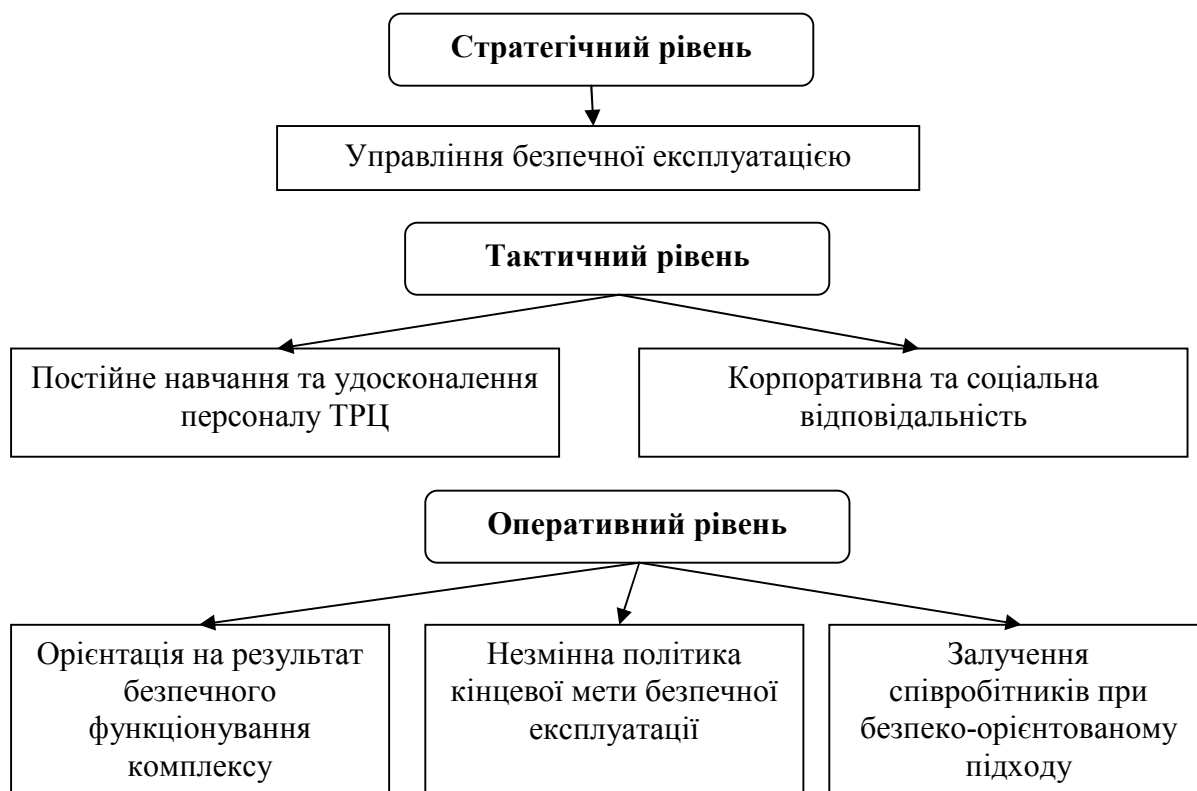 Стратегічний рівень
Управління безпечної експлуатацією
Тактичний рівень
Постійне навчання та удосконалення
персоналу ТРЦ
Корпоративна та соціальна
відповідальність
Оперативний рівень
Орієнтація на результат
безпечного
функціонування
комплексу
Незмінна політика
кінцевої мети безпечної
експлуатації
Залучення
співробітників при
безпеко-орієнтованому
підходу